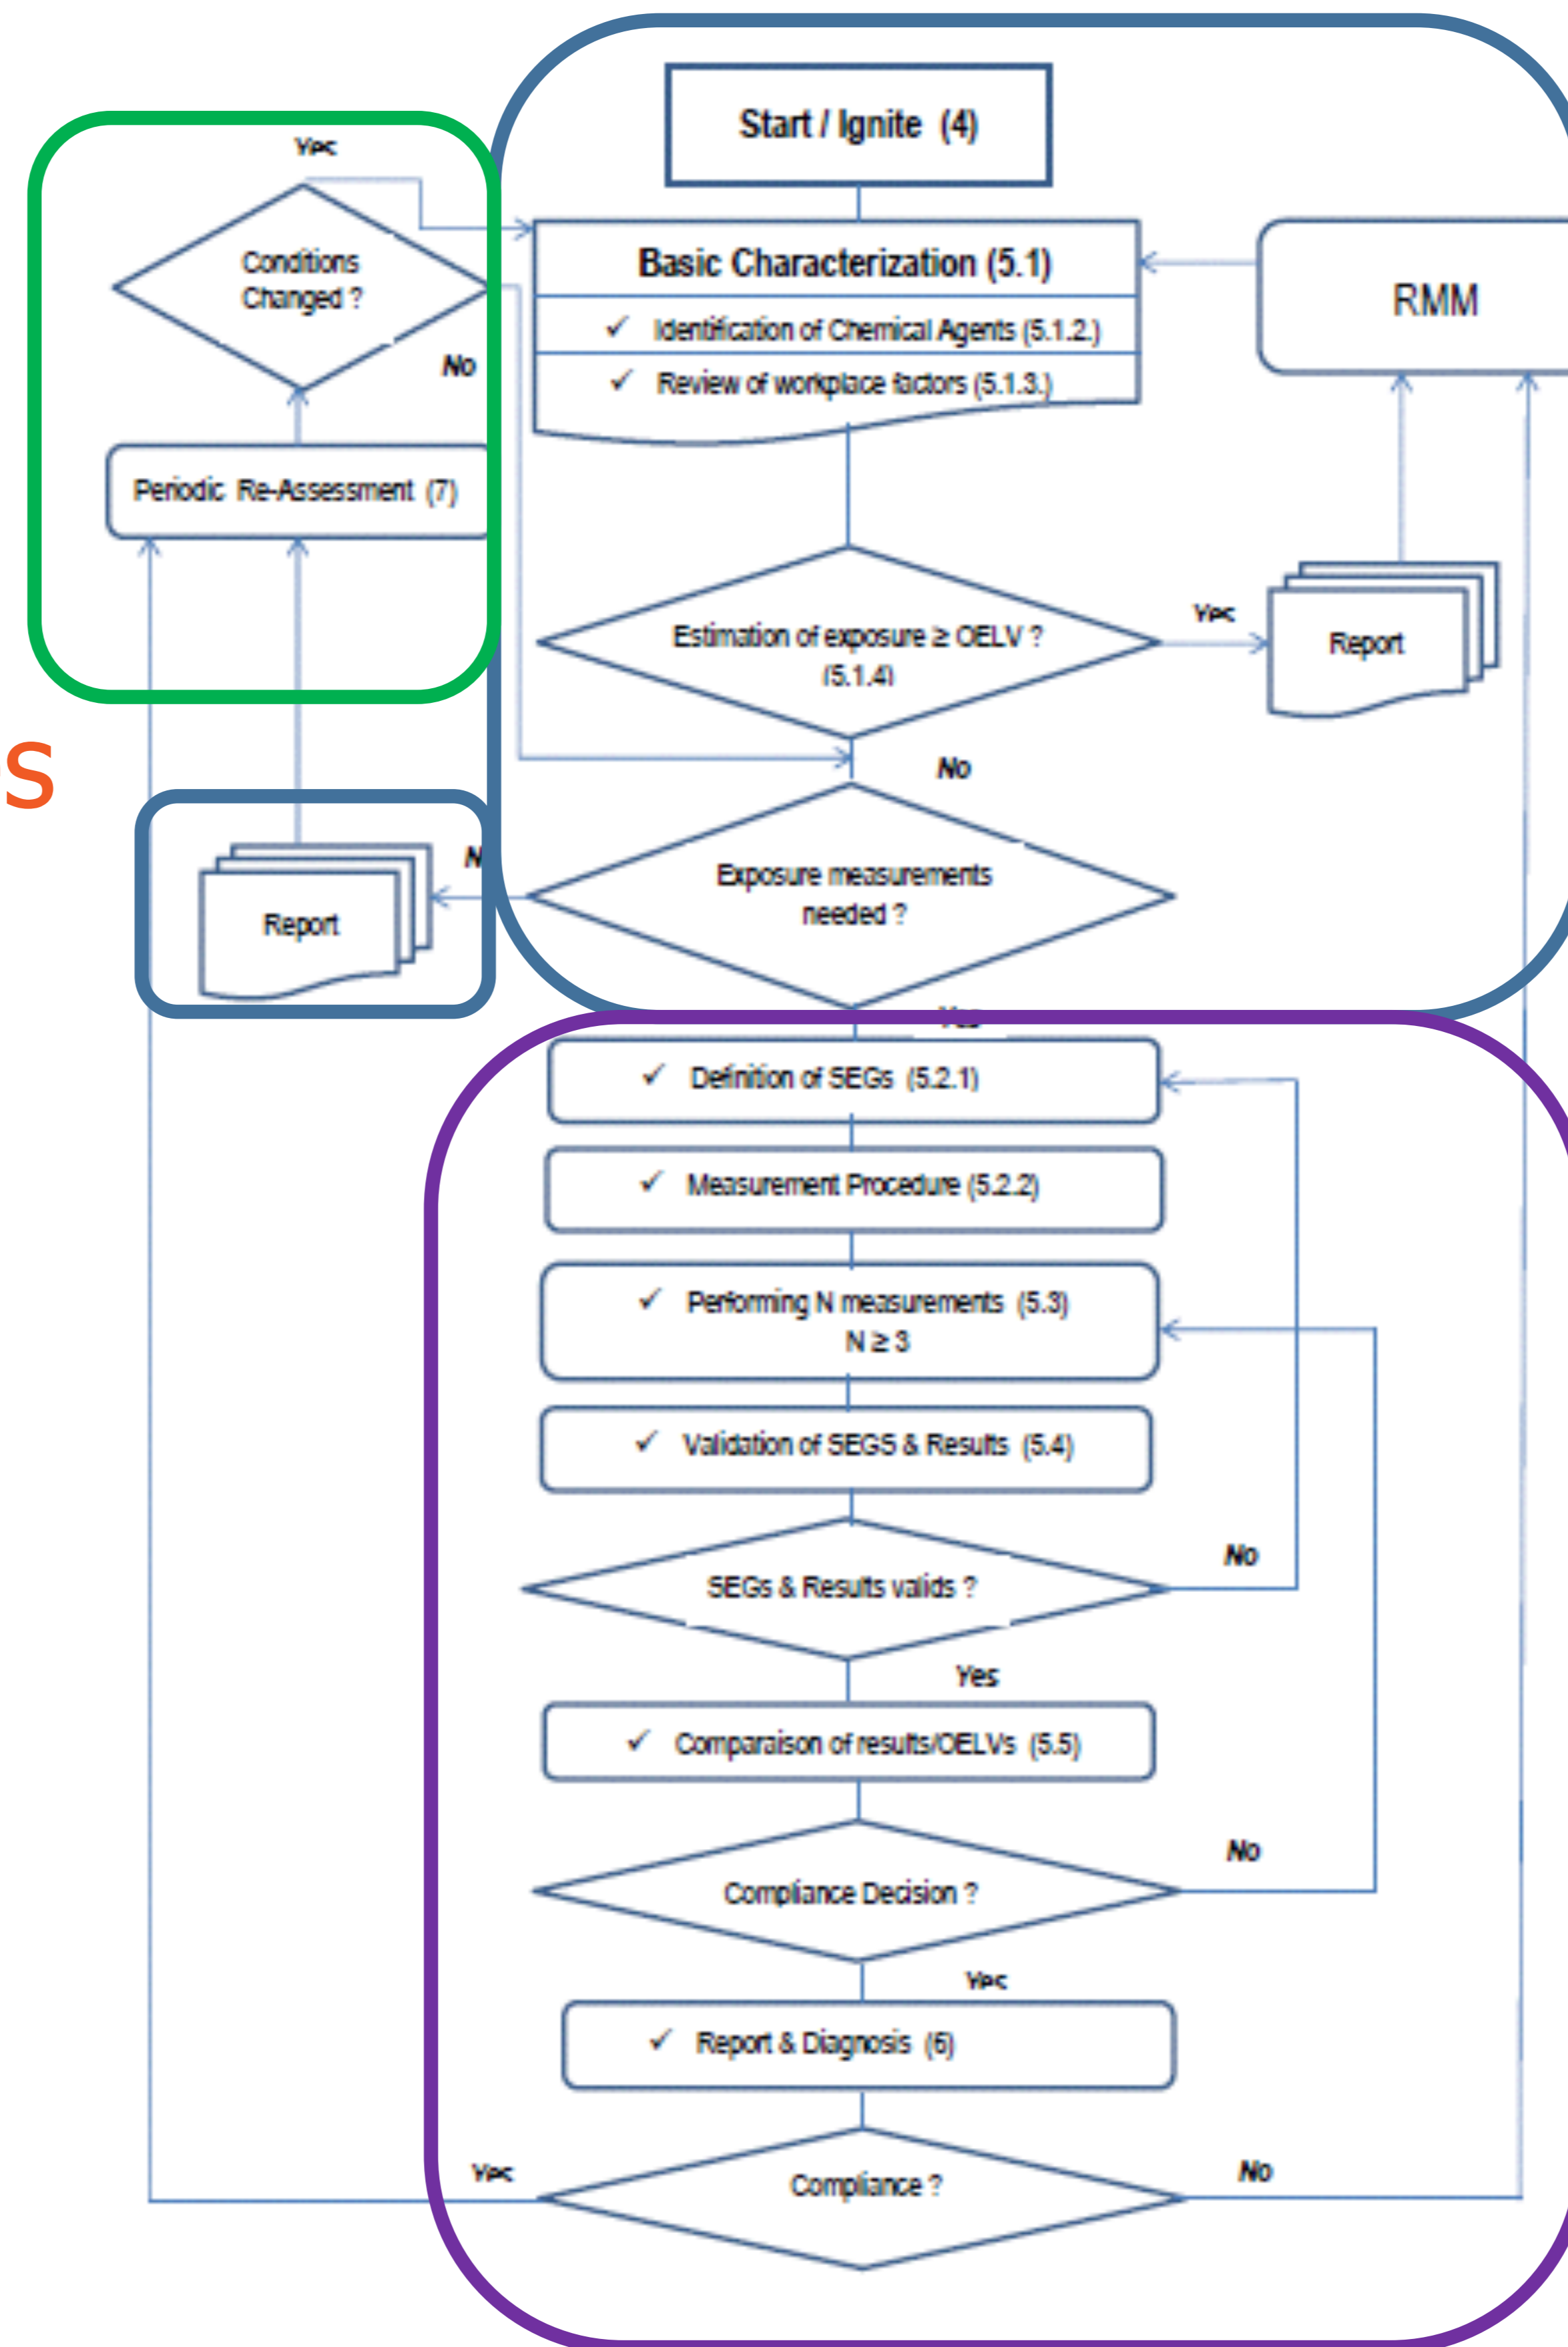 Start / Ignite (4)
Yes
Conditions
Changed ?
No
Basic Characterization (5.1)
✓ Identification of Chemical Agents (5.1.2.)
✓ Review of workplace factors (5.1.3.)
RMM
Periodic Re-Assessment (7)
Estimation of exposure ≥ OELV ?
(5.1.4)
Yes
Report
No
S
N
Report
Exposure measurements
needed ?
Yes
✓ Definition of SEGs (5.2.1)
✓ Measurement Procedure (5.2.2)
✓ Performing N measurements (5.3)
N ≥ 3
✓ Validation of SEGS & Results (5.4)
SEGs & Results valids ?
No
Yes
✓ Comparaison of results/OELVs (5.5)
Compliance Decision ?
No
Yes
✓ Report & Diagnosis (6)
Compliance ?
Yes
No